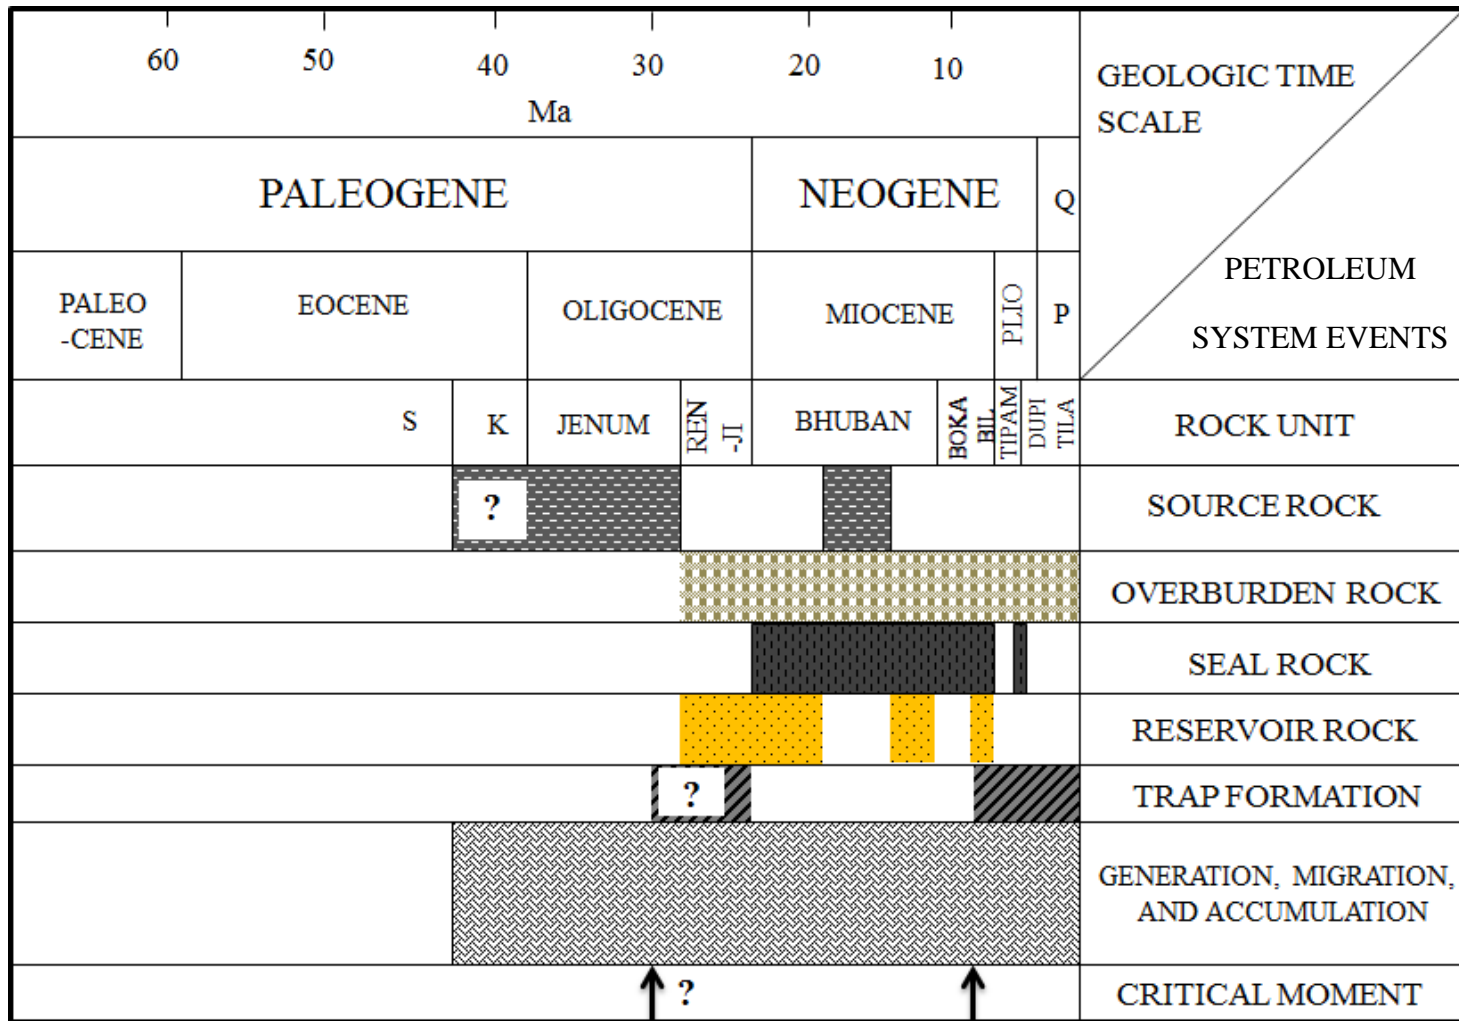 60 50 40 30 20 10
Ma
GEOLOGIC TIME
SCALE
PETROLEUM
SYSTEM EVENTS
PALEOGENE NEOGENE Q
PALEO
-CENE
EOCENE OLIGOCENE MIOCENE PLIO P
S K JENUM
REN
-JI
BHUBAN
BOKA
BIL
TIPAM
DUPI
TILA
ROCK UNIT
?
SOURCE ROCK
OVERBURDEN ROCK
SEAL ROCK
RESERVOIR ROCK
?
TRAP FORMATION
GENERATION, MIGRATION,
AND ACCUMULATION
?
CRITICAL MOMENT